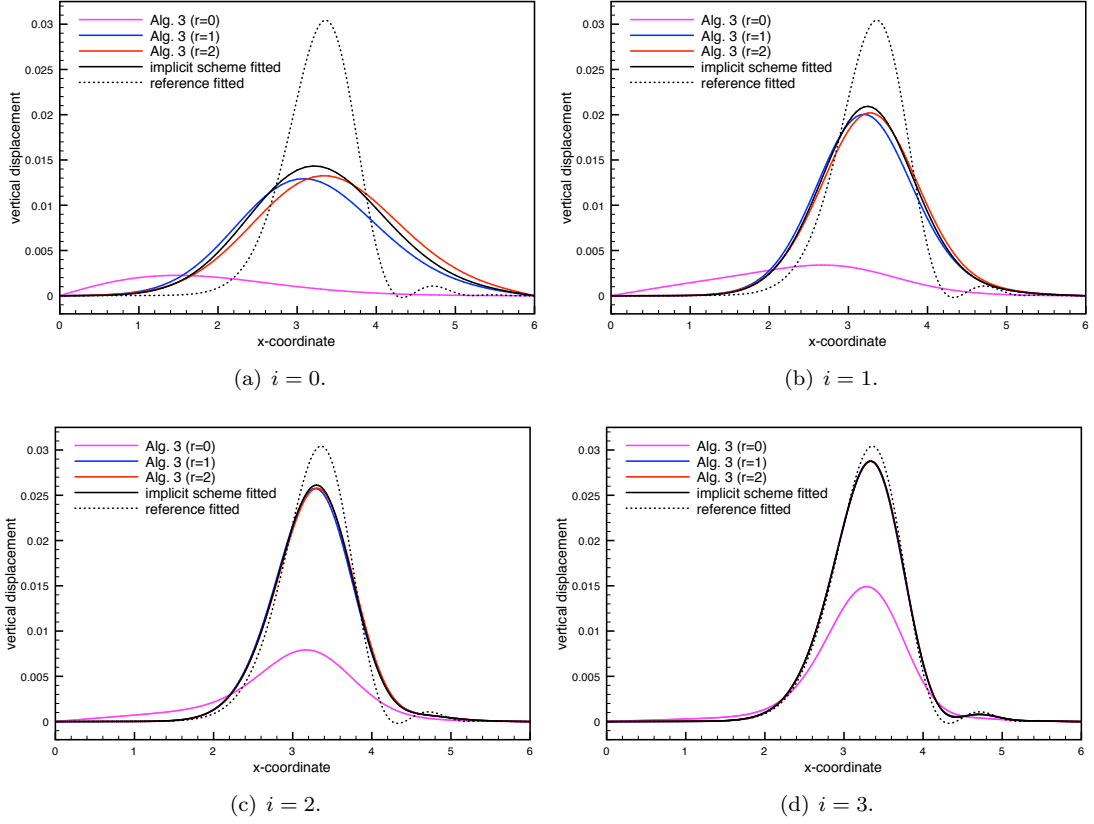 Alg. 3 (r=0)
Alg. 3 (r=1)
Alg. 3 (r=2)
implicit scheme fitted
reference fitted
vertical displacement
0.03
0.025
0.02
0.015
0.01
0.005
0
0 1 2 3 4 5 6
x-coordinate
(a) i = 0.
Alg. 3 (r=0)
Alg. 3 (r=1)
Alg. 3 (r=2)
implicit scheme fitted
reference fitted
vertical displacement
0.03
0.025
0.02
0.015
0.01
0.005
0
0 1 2 3 4 5 6
x-coordinate
(b) i = 1.
Alg. 3 (r=0)
Alg. 3 (r=1)
Alg. 3 (r=2)
implicit scheme fitted
reference fitted
vertical displacement
0.03
0.025
0.02
0.015
0.01
0.005
0
0 1 2 3 4 5 6
x-coordinate
(c) i = 2.
Alg. 3 (r=0)
Alg. 3 (r=1)
Alg. 3 (r=2)
implicit scheme fitted
reference fitted
vertical displacement
0.03
0.025
0.02
0.015
0.01
0.005
0
0 1 2 3 4 5 6
x-coordinate
(d) i = 3.